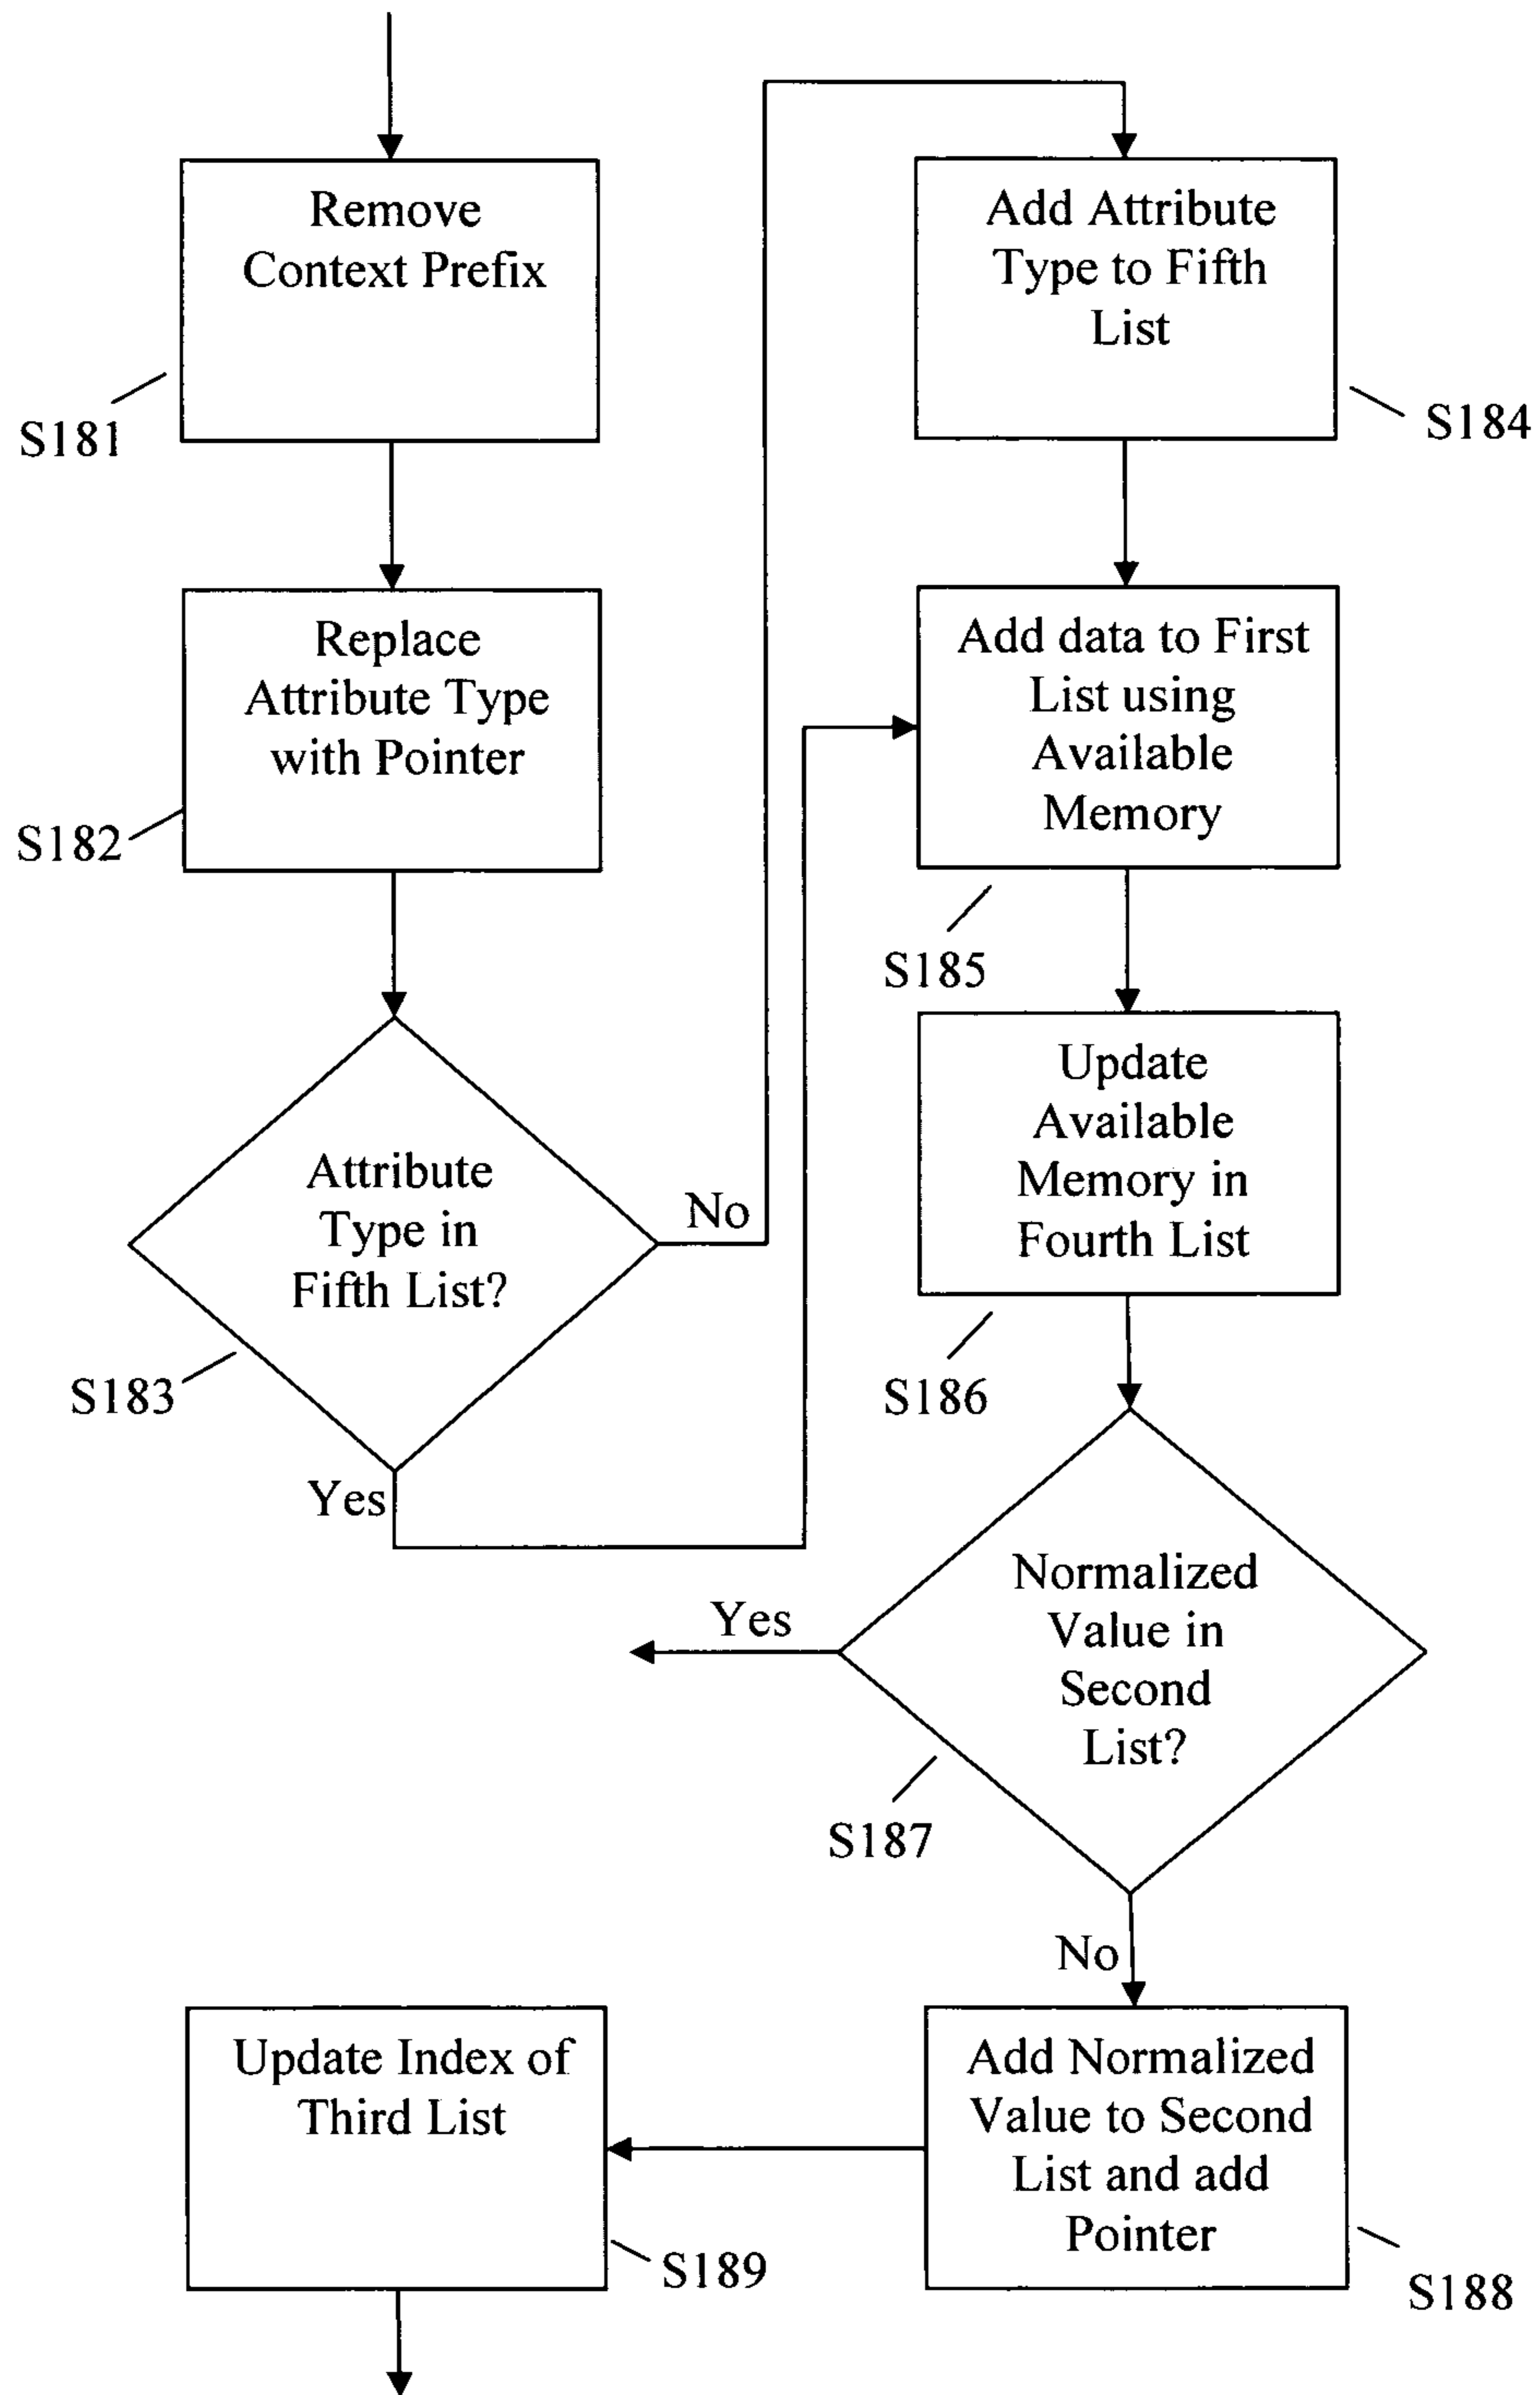 Remove
Context Prefix
S181
Replace
Attribute Type
with Pointer
S182
Attribute
Type in
Fifth List?
No
S183
Yes
Add Attribute
Type to Fifth
List
S184
Add data to First
List using
Available
Memory
S185
Update
Available
Memory in
Fourth List
S186
Normalized
Value in
Second
List?
Yes
S187
No
Add Normalized
Value to Second
List and add
Pointer
S188
Update Index of
Third List
S189